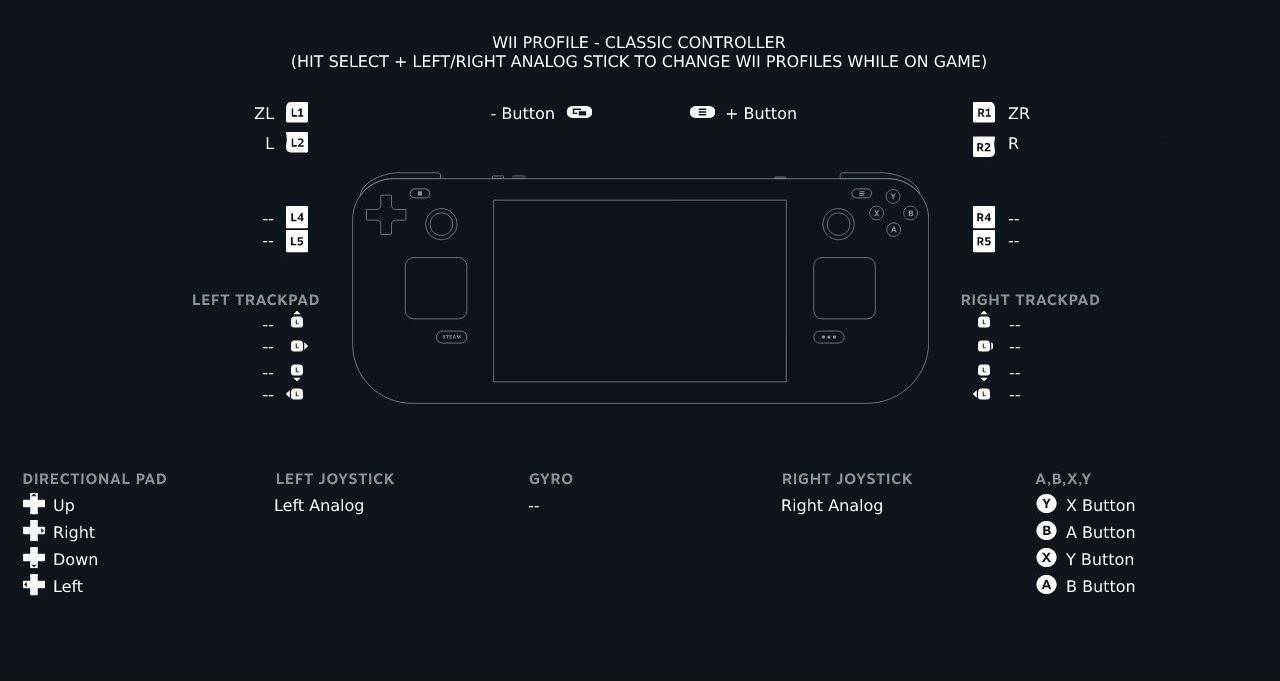 WII PROFILE - CLASSIC CONTROLLER
(HIT SELECT + LEFT/RIGHT ANALOG STICK TO CHANGE WII PROFILES WHILE ON GAME)
ZL L1
- Button
+ Button
R1 ZR
L L2
R2 R
Y
X B
A
-- L4
R4 --
-- L5
R5 --
LEFT TRACKPAD
RIGHT TRACKPAD
-- L
L --
-- L
L --
STEAM
-- L
L --
-- L
L --
DIRECTIONAL PAD
Up
Right
Down
Left
LEFT JOYSTICK
Left Analog
GYRO
--
RIGHT JOYSTICK
Right Analog
A,B,X,Y
Y X Button
B A Button
X Y Button
A B Button